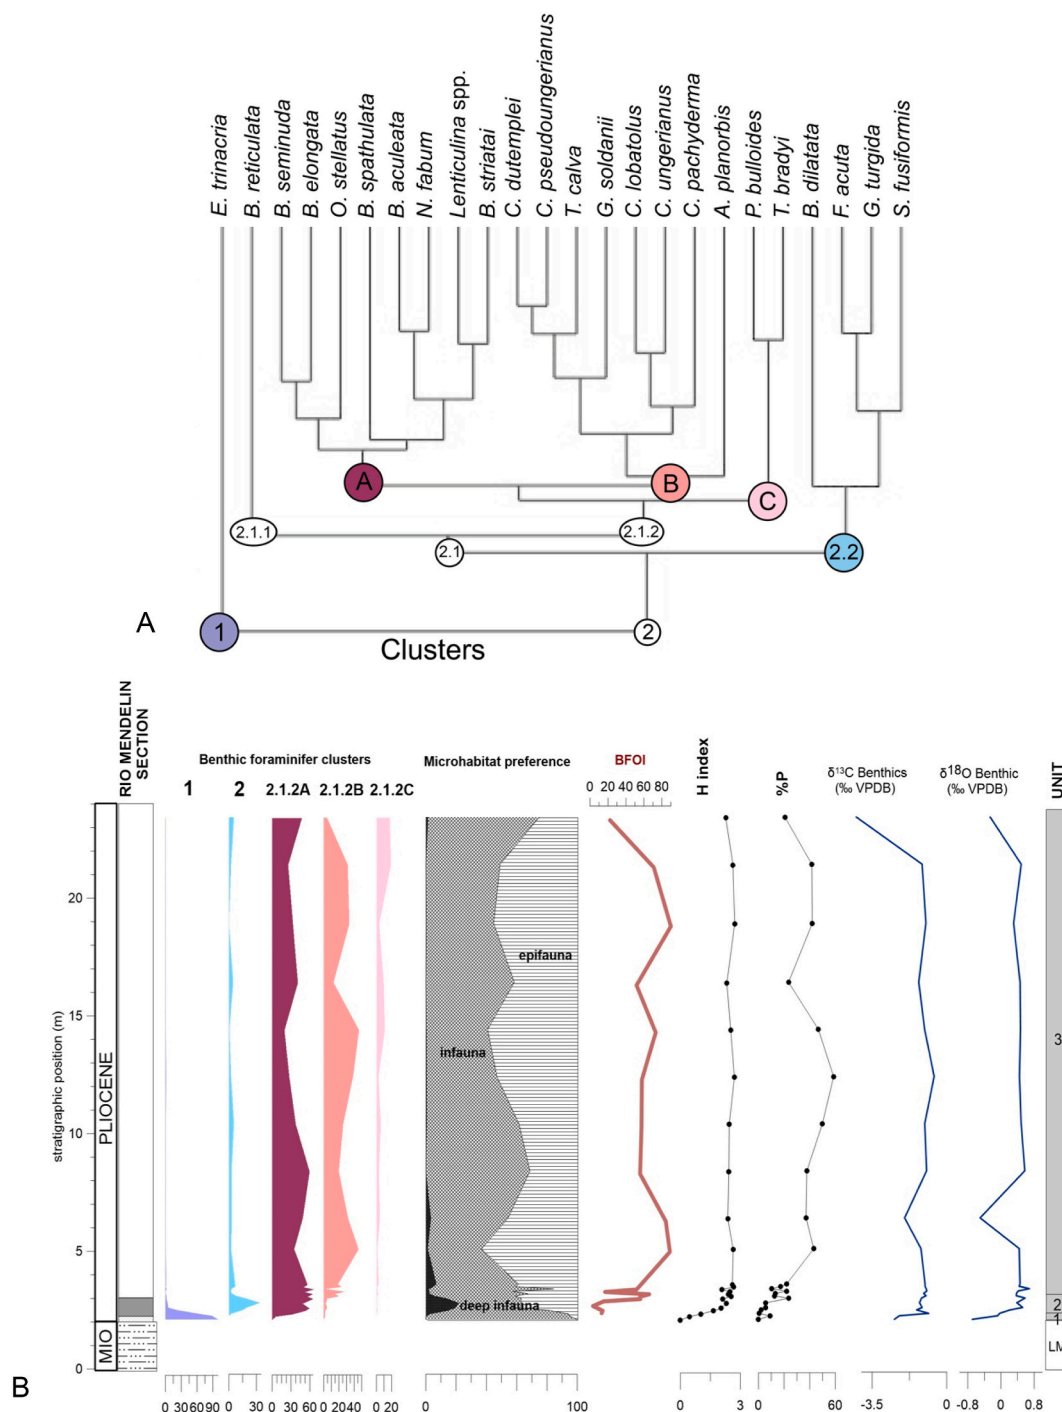 E. trinacria
B. reticulata
B. seminuda
B. elongata
O. stellatus
B. spathulata
B. aculeata
N. fabum
Lenticulina spp.
B. striatai
C. dutemplei
C. pseudoungerianus
T. calva
G. soldanii
C. lobatolus
C. ungerianus
C. pachyderma
A. planorbis
P. bulloides
T. bradyi
B. dilatata
F. acuta
G. turgida
S. fusiformis
A
B
C
2.1.1
2.1.2
2.1
2.2
1
2
Clusters
A
RIO MENDELIN
SECTION
Benthic foraminifer clusters
1 2 2.1.2A 2.1.2B 2.1.2C
Microhabitat preference
BFOI
0 20 40 60 80
H index
%P
δ13C Benthics
(‰ VPDB)
δ18O Benthic
(‰ VPDB)
UNIT
stratigraphic position (m)
20
15
10
5
0
PLIOCENE
MIO
epifauna
infauna
deep infauna
3
2
1
LM
0 30 60 90
0 30
0 30 60
0 20 40
0 20
0 100
0 3
0 60
-3.5 0
-0.8 0 0.8
B